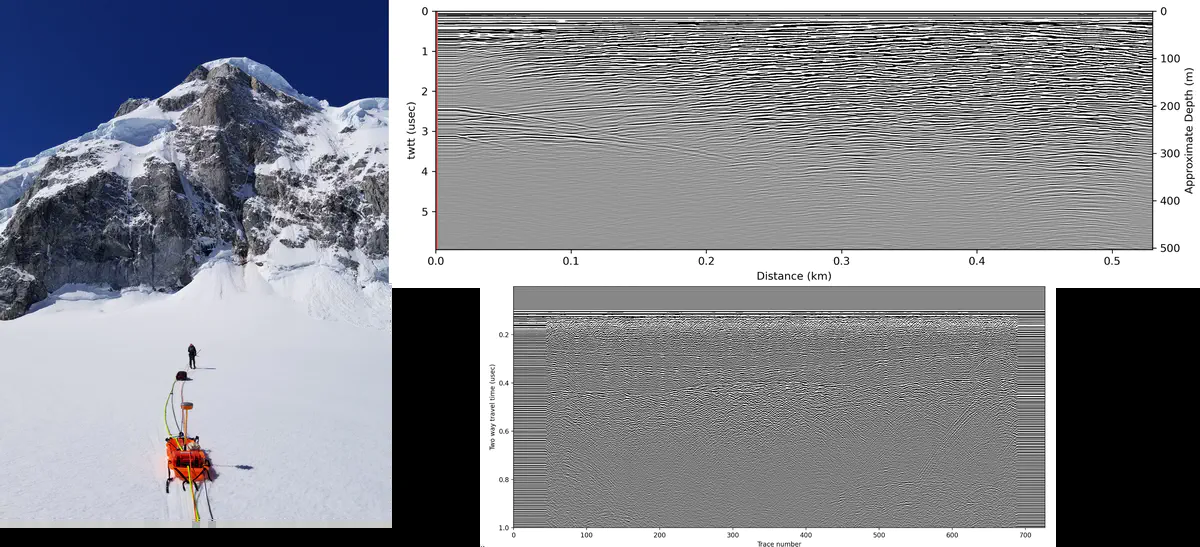 0
1
2
3
4
5
twtt (usec)
0
100
200
300
400
500
Approximate Depth (m)
0.0 0.1 0.2 0.3 0.4 0.5
Distance (km)
0.2
0.4
0.6
0.8
1.0
Two way travel time (usec)
0 100 200 300 400 500 600 700
Trace number